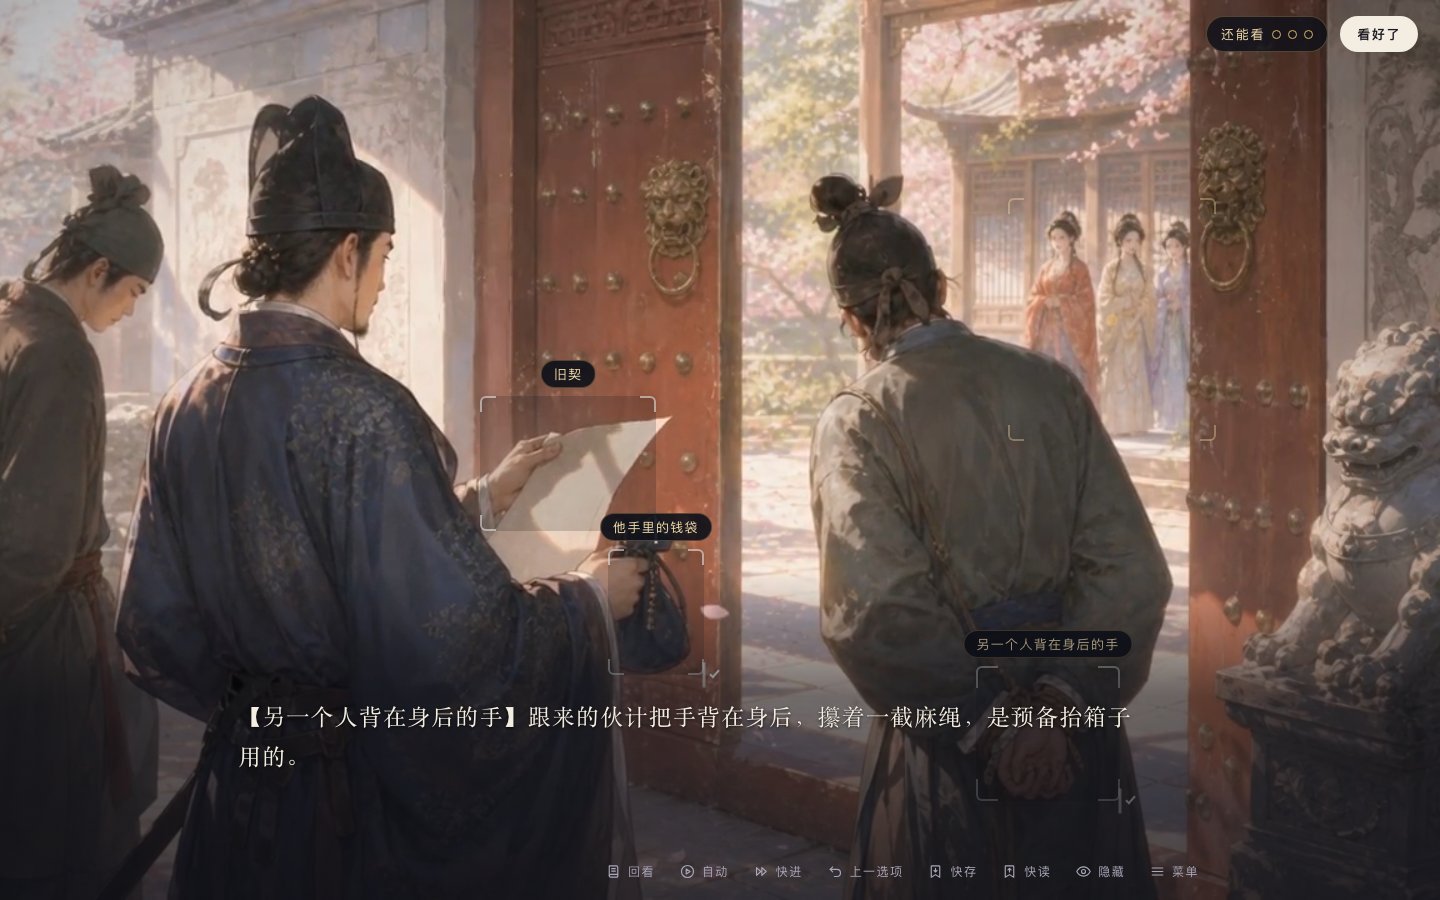 还能看
看好了
旧契
他手里的钱袋
另一个人背在身后的手
【另一个人背在身后的手】跟来的伙计把手背在身后，攥着一截麻绳，是预备抬箱子
用的。
回看 自动 快进 上一选项 快存 快读 隐藏 菜单